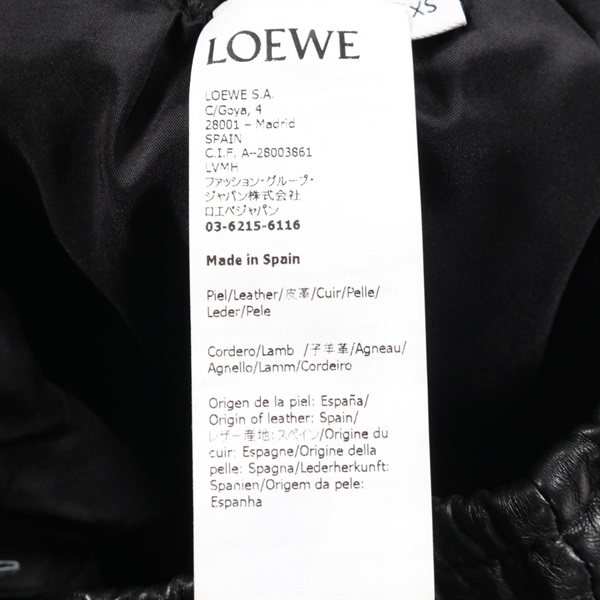 XS
LOEWE
LOEWE S.A.
C/Goya, 4
28001 – Madrid
SPAIN
C.I.F. A–28003861
LVMH
ファッション・グループ・
ジャパン株式会社
ロエベジャパン
03-6215-6116
Made in Spain
Piel/Leather/皮革/Cuir/Pelle/
Leder/Pele
Cordero/Lamb /子羊革/Agneau/
Agnello/Lamm/Cordeiro
Origen de la piel: España/
Origin of leather: Spain/
レザー産地:スペイン/Origine du
cuir: Espagne/Origine della
pelle: Spagna/Lederherkunft:
Spanien/Origem da pele:
Espanha